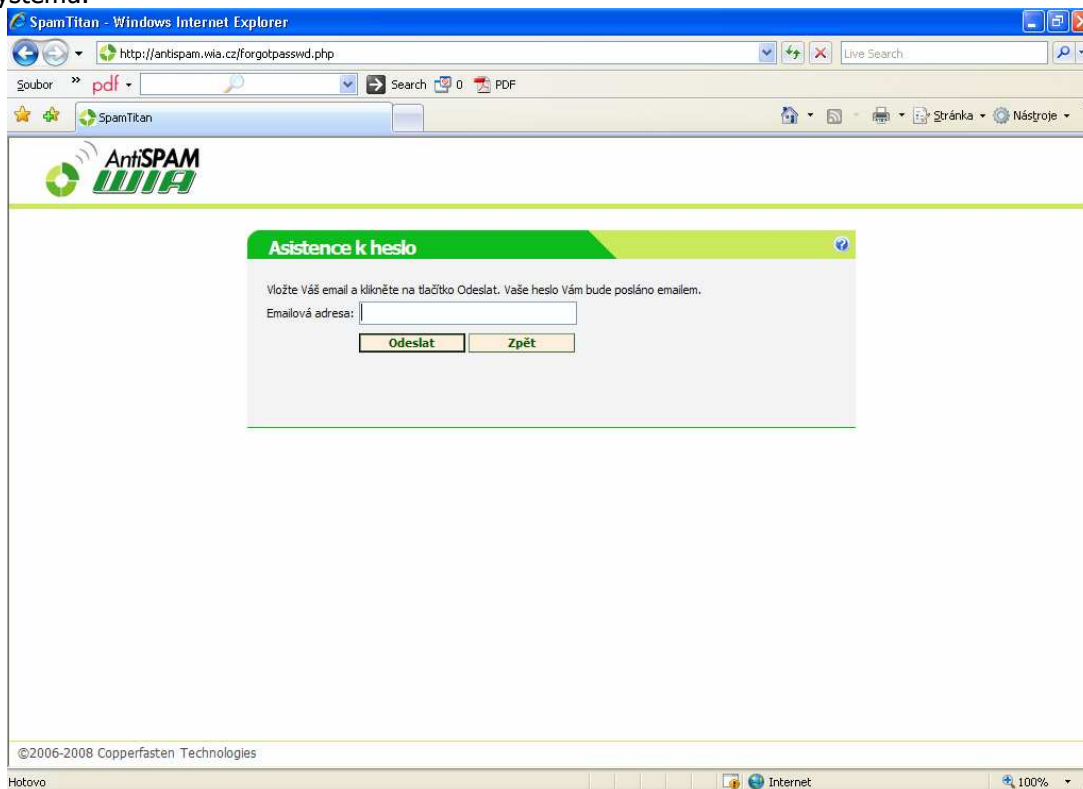 ystému.
SpamTitan - Windows Internet Explorer
http://antispam.wia.cz/forgotpasswd.php
Live Search
Soubor » pdf Search 0 PDF
SpamTitan
Stránka Nástroje
AntiSPAM
WIA
Asistence k heslo
Vložte Váš email a klikněte na tlačítko Odeslat. Vaše heslo Vám bude posláno emailem.
Emailová adresa:
Odeslat Zpět
©2006-2008 Copperfasten Technologies
Hotovo Internet 100%